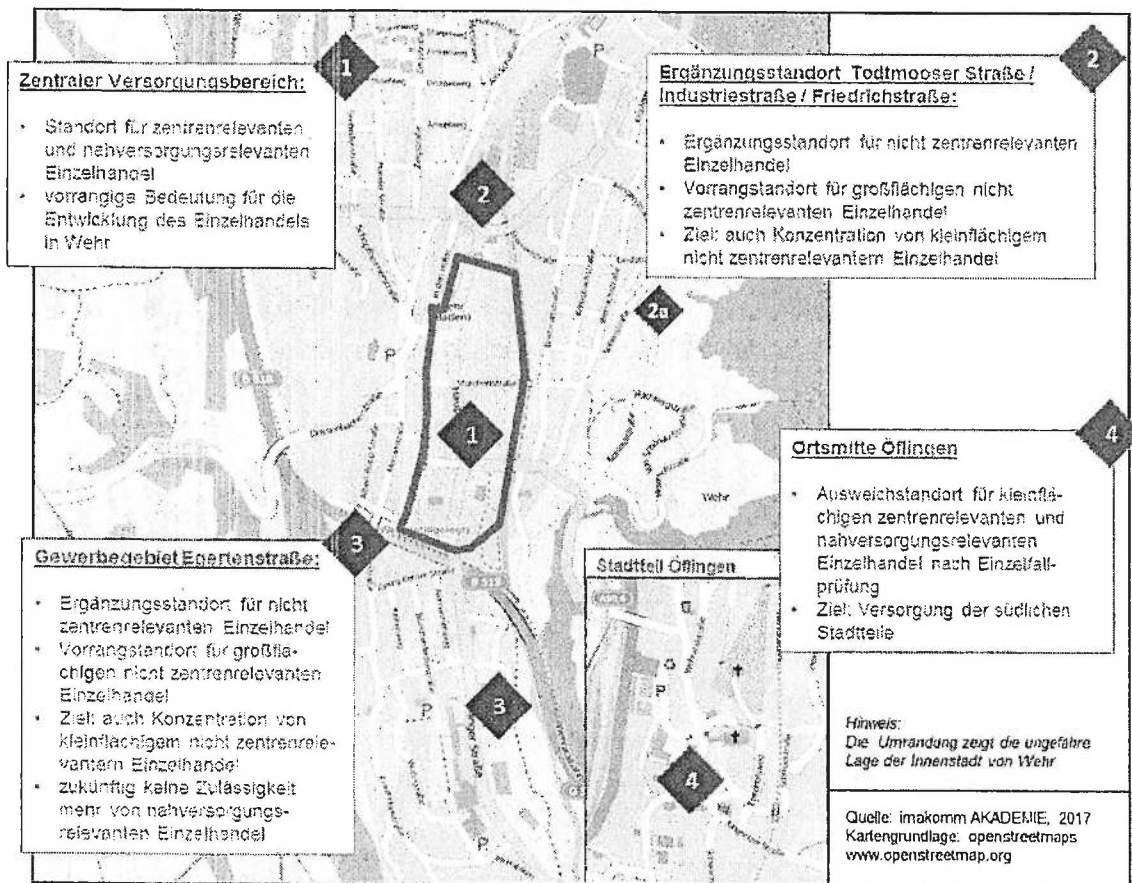 1
Zentraler Versorgungsbereich:
• Standort für zentrenrelevanten
und nahversorgungsrelevanten
Einzelhandel
• vorrangige Bedeutung für die
Entwicklung des Einzelhandels
in Wehr
2
Ergänzungsstandort Todtmooser Straße /
Industriestraße / Friedrichstraße:
• Ergänzungsstandort für nicht zentrenrelevanten
Einzelhandel
• Vorrangstandort für großflächigen nicht
zentrenrelevanten Einzelhandel
• Ziel: auch Konzentration von kleinflächigem
nicht zentrenrelevantem Einzelhandel
P
2
2a
P
1
Wehr
4
Ortsmitte Öflingen
• Ausweichstandort für kleinflä-
chigen zentrenrelevanten und
nahversorgungsrelevanten
Einzelhandel nach Einzelfall-
prüfung
• Ziel: Versorgung der südlichen
Stadtteile
3
Gewerbegebiet Egertenstraße:
• Ergänzungsstandort für nicht
zentrenrelevanten Einzelhandel
• Vorrangstandort für großflä-
chigen nicht zentrenrelevanten
Einzelhandel
• Ziel: auch Konzentration von
kleinflächigem nicht zentrenrele-
vantem Einzelhandel
• zukünftig keine Zulässigkeit
mehr von nahversorgungs-
relevanten Einzelhandel
B 518
P
3
P
Stadtteil Öflingen
P
4
Hinweis:
Die Umrandung zeigt die ungefähre
Lage der Innenstadt von Wehr
Quelle: imakomm AKADEMIE, 2017
Kartengrundlage: openstreetmaps
www.openstreetmap.org